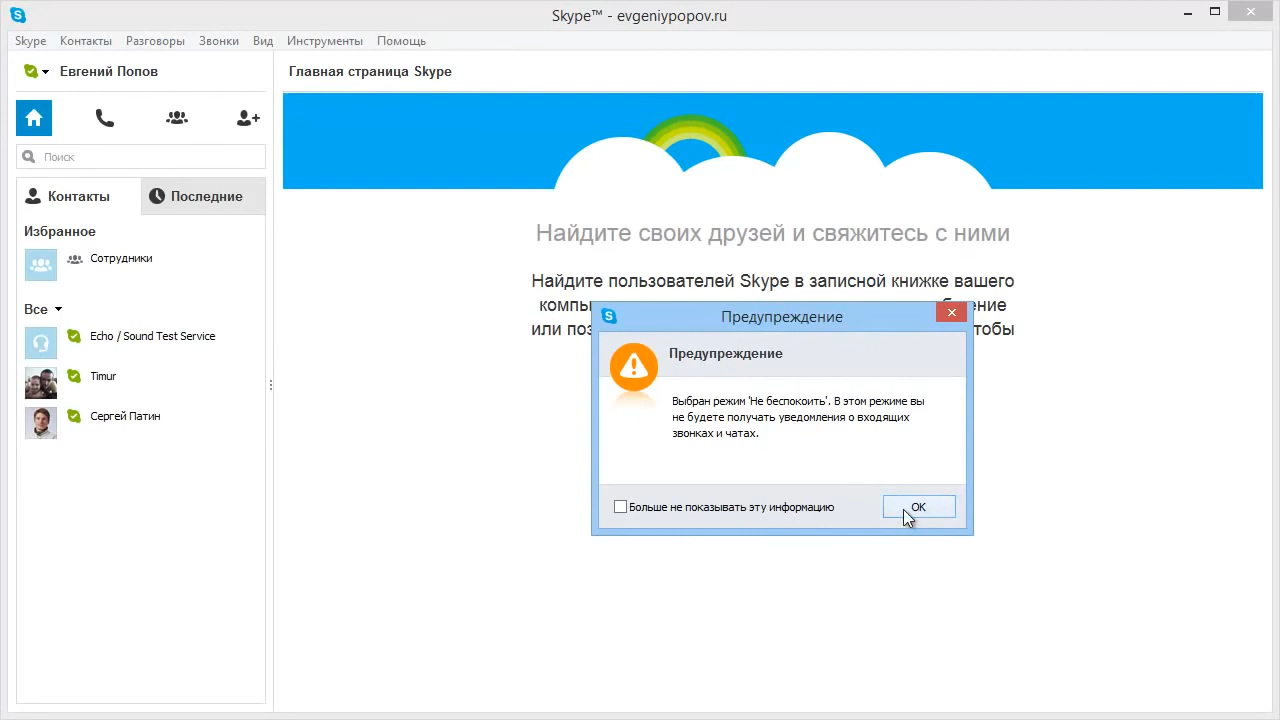 Skype™ - evgeniypopov.ru
Skype Контакты Разговоры Звонки Вид Инструменты Помощь
Евгений Попов
Главная страница Skype
Поиск
Контакты
Последние
Избранное
Сотрудники
Все
Echo / Sound Test Service
Timur
Сергей Патин
Найдите своих друзей и свяжитесь с ними
Найдите пользователей Skype в записной книжке вашего
Предупреждение
Предупреждение
Выбран режим 'Не беспокоить'. В этом режиме вы
не будете получать уведомления о входящих
звонках и чатах.
Больше не показывать эту информацию
OK